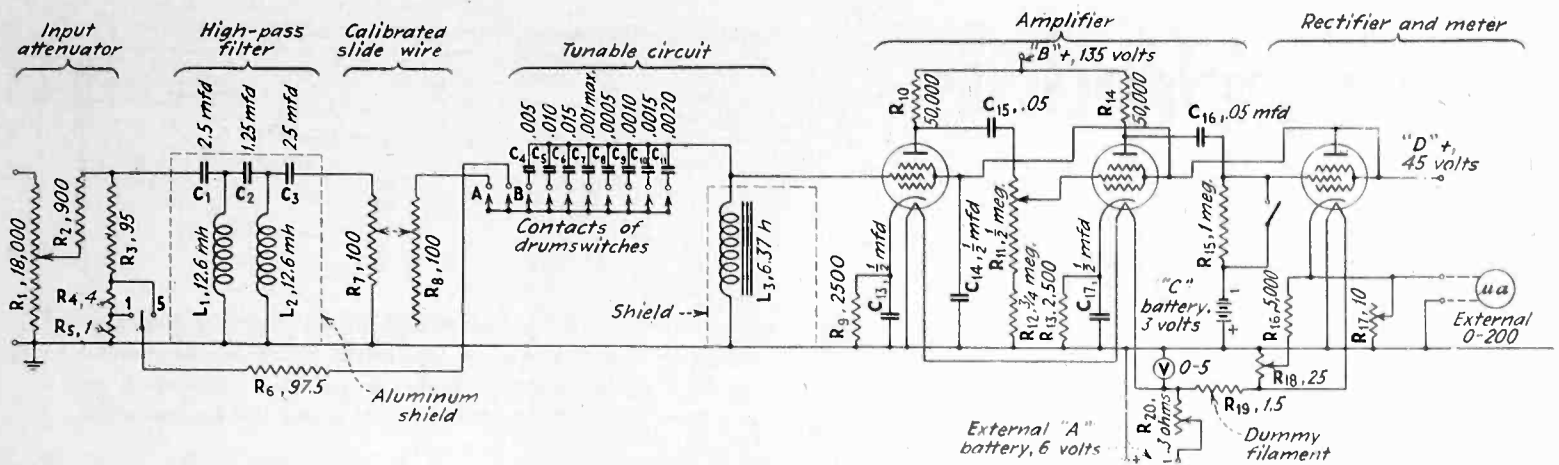 Input
attenuator
High-pass
filter
Calibrated
slide wire
Tunable circuit
Amplifier
Rectifier and meter
"B"+, 135 volts
2.5 mfd
1.25 mfd
2.5 mfd
.005
.010
.015
.001 max.
.0005
.0010
.0015
.0020
R10
50,000
C15, .05
R14
50,000
C16, .05 mfd
"D"+,
45 volts
C4
C5
C6
C7
C8
C9
C10
C11
C1
C2
C3
A
B
Contacts of
drumswitches
R1, 18,000
R2, 900
R3, 95
R4, 4
R5, 1
1
5
L1, 12.6 mh
L2, 12.6 mh
R7, 100
R8, 100
Shield
L3, 6.37 h
R9, 2500
C13, ½ mfd
C14, ½ mfd
R11, ½ meg.
R12, ¾ meg.
R13, 2,500
C17, ½ mfd
R15, 1 meg.
"C"
battery,
3 volts
-
+
R16, 5,000
R17, 10
μa
External
0-200
R6, 97.5
Aluminum
shield
V
0-5
R18, 25
R19, 1.5
R20,
~3 ohms
Dummy
filament
External "A"
battery, 6 volts
+
-